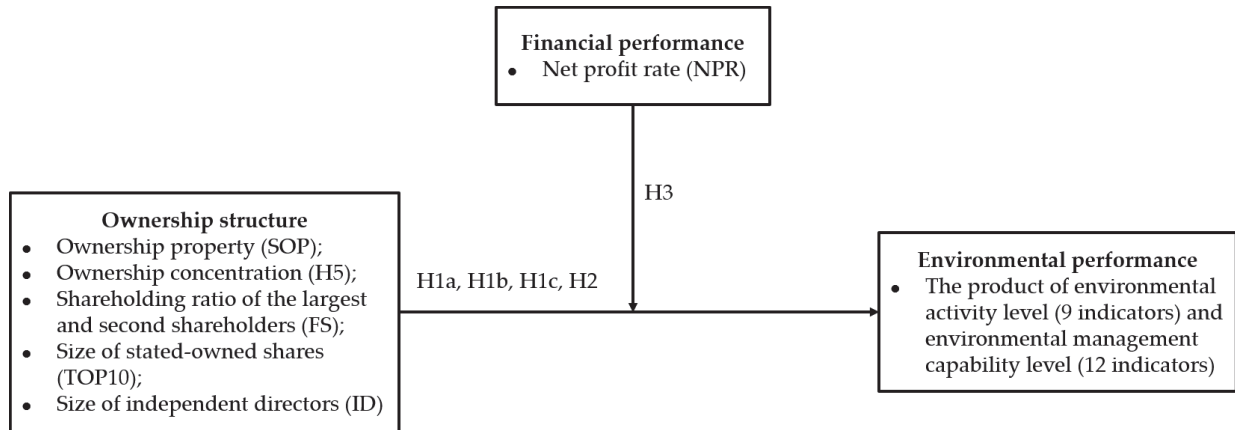 Financial performance
• Net profit rate (NPR)
H3
Ownership structure
• Ownership property (SOP);
• Ownership concentration (H5);
• Shareholding ratio of the largest
and second shareholders (FS);
• Size of stated-owned shares
(TOP10);
• Size of independent directors (ID)
H1a, H1b, H1c, H2
Environmental performance
• The product of environmental
activity level (9 indicators) and
environmental management
capability level (12 indicators)